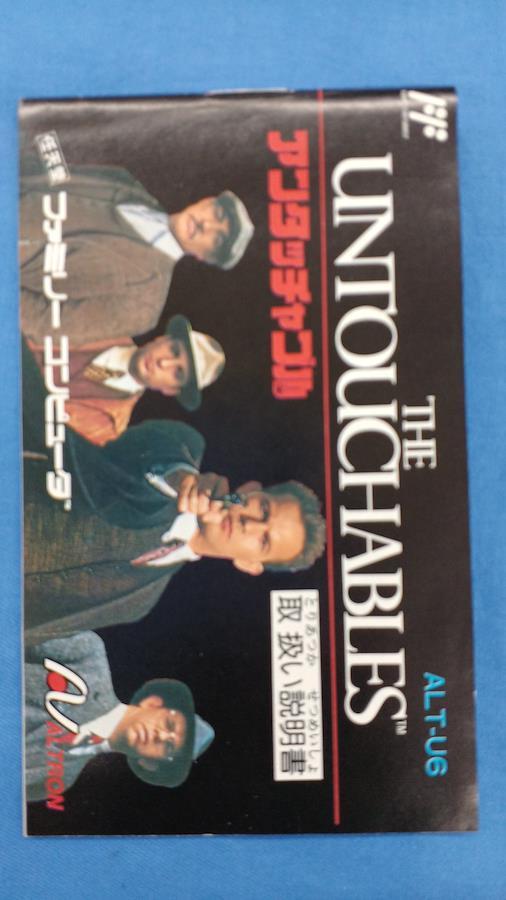 THE
UNTOUCHABLES™
ALT-U6
アンタッチャブル
とりあつか せつめいしょ
取扱い説明書
任天堂
ファミリーコンピュータ™
ALTRON